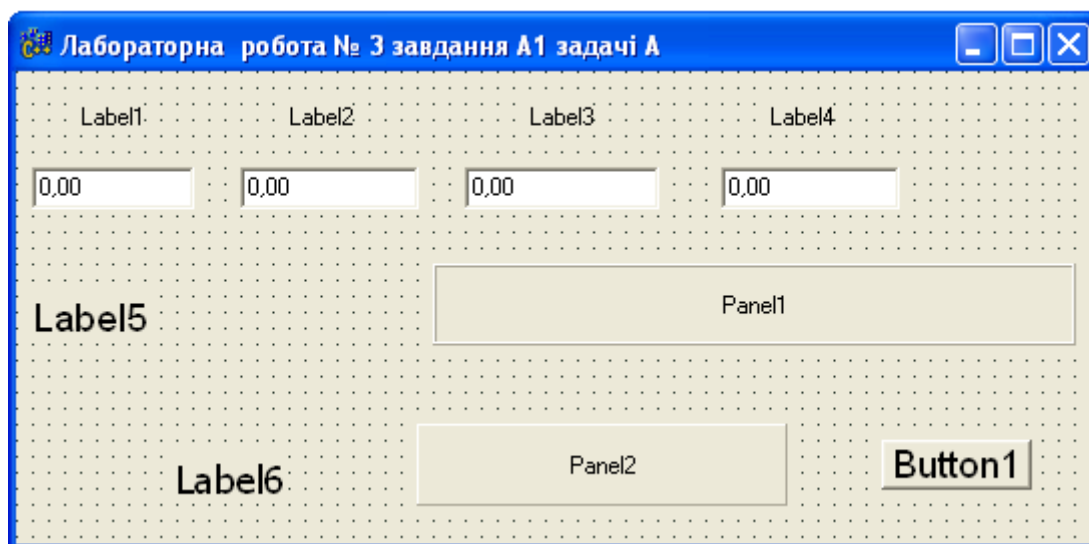 Лабораторна робота № 3 завдання А1 задачі А
Label1 Label2 Label3 Label4
0,00 0,00 0,00 0,00
Label5 Panel1
Label6 Panel2 Button1